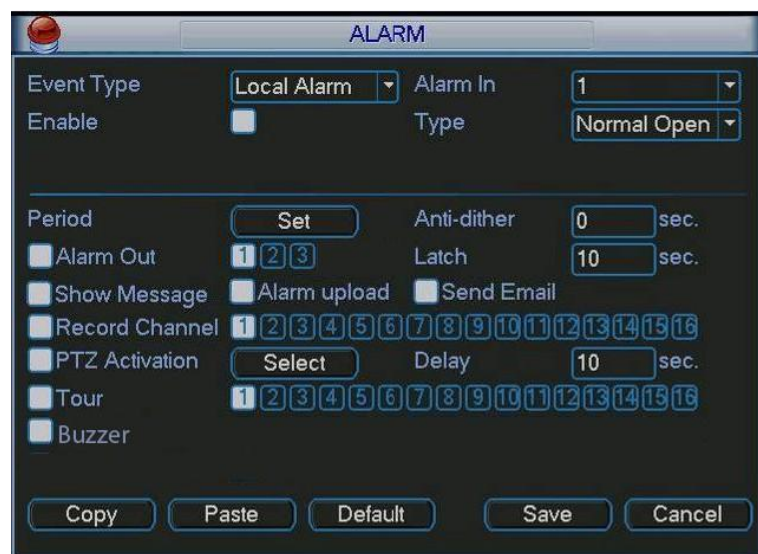 ALARM
Event Type Local Alarm Alarm In 1
Enable Type Normal Open
Period Set Anti-dither 0 sec.
Alarm Out 1 2 3 Latch 10 sec.
Show Message Alarm upload Send Email
Record Channel 1 2 3 4 5 6 7 8 9 10 11 12 13 14 15 16
PTZ Activation Select Delay 10 sec.
Tour 1 2 3 4 5 6 7 8 9 10 11 12 13 14 15 16
Buzzer
Copy Paste Default Save Cancel